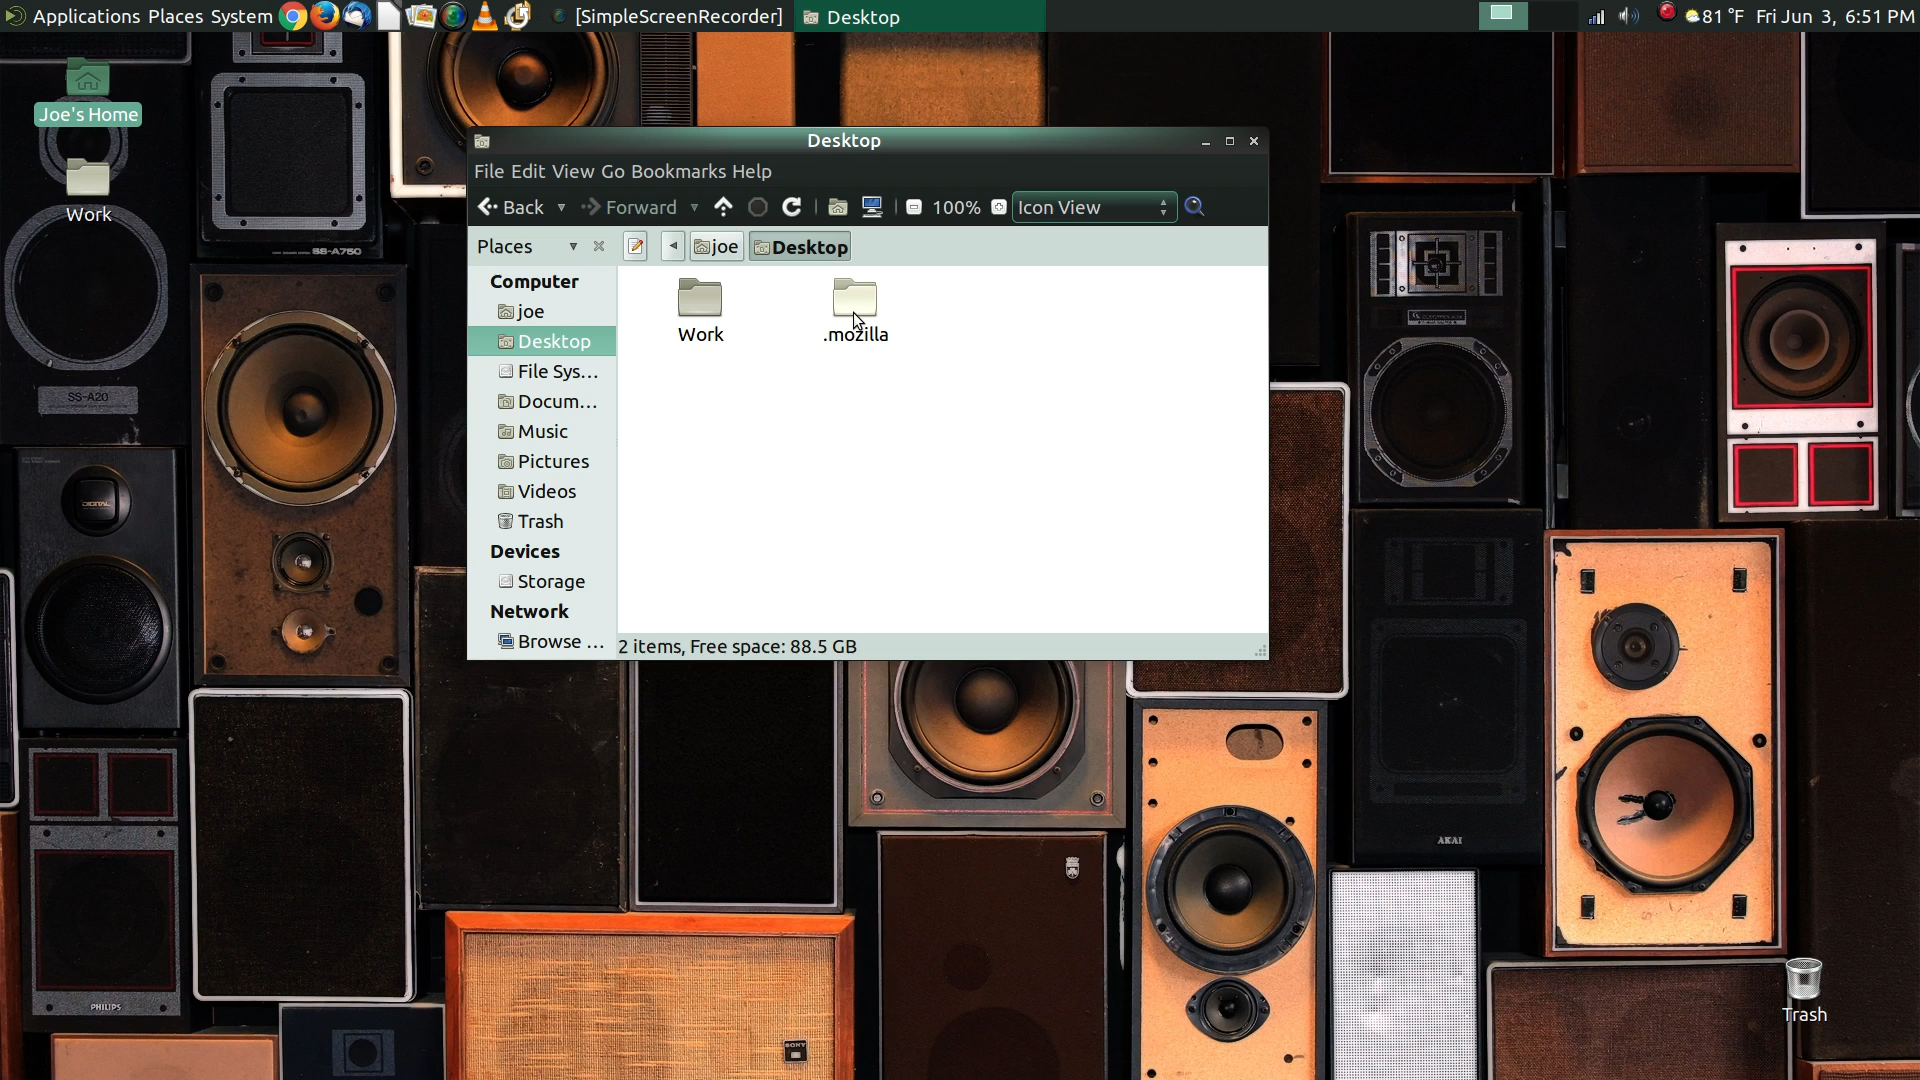 Applications Places System [SimpleScreenRecorder] Desktop 81 °F Fri Jun 3, 6:51 PM
Joe's Home
Work
Desktop
File Edit View Go Bookmarks Help
Back Forward 100% Icon View
Places joe Desktop
Computer
joe
Desktop
File Sys...
Docum...
Music
Pictures
Videos
Trash
Devices
Storage
Network
Browse ...
Work .mozilla
2 items, Free space: 88.5 GB
Trash
SS-A750
SS-A20
DIGITAL
PHILIPS
SONY
AKAI